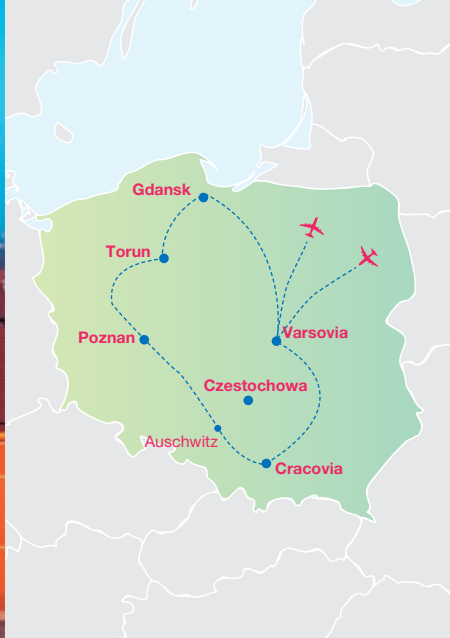 Gdansk
Torun
Poznan
Varsovia
Czestochowa
Auschwitz
Cracovia